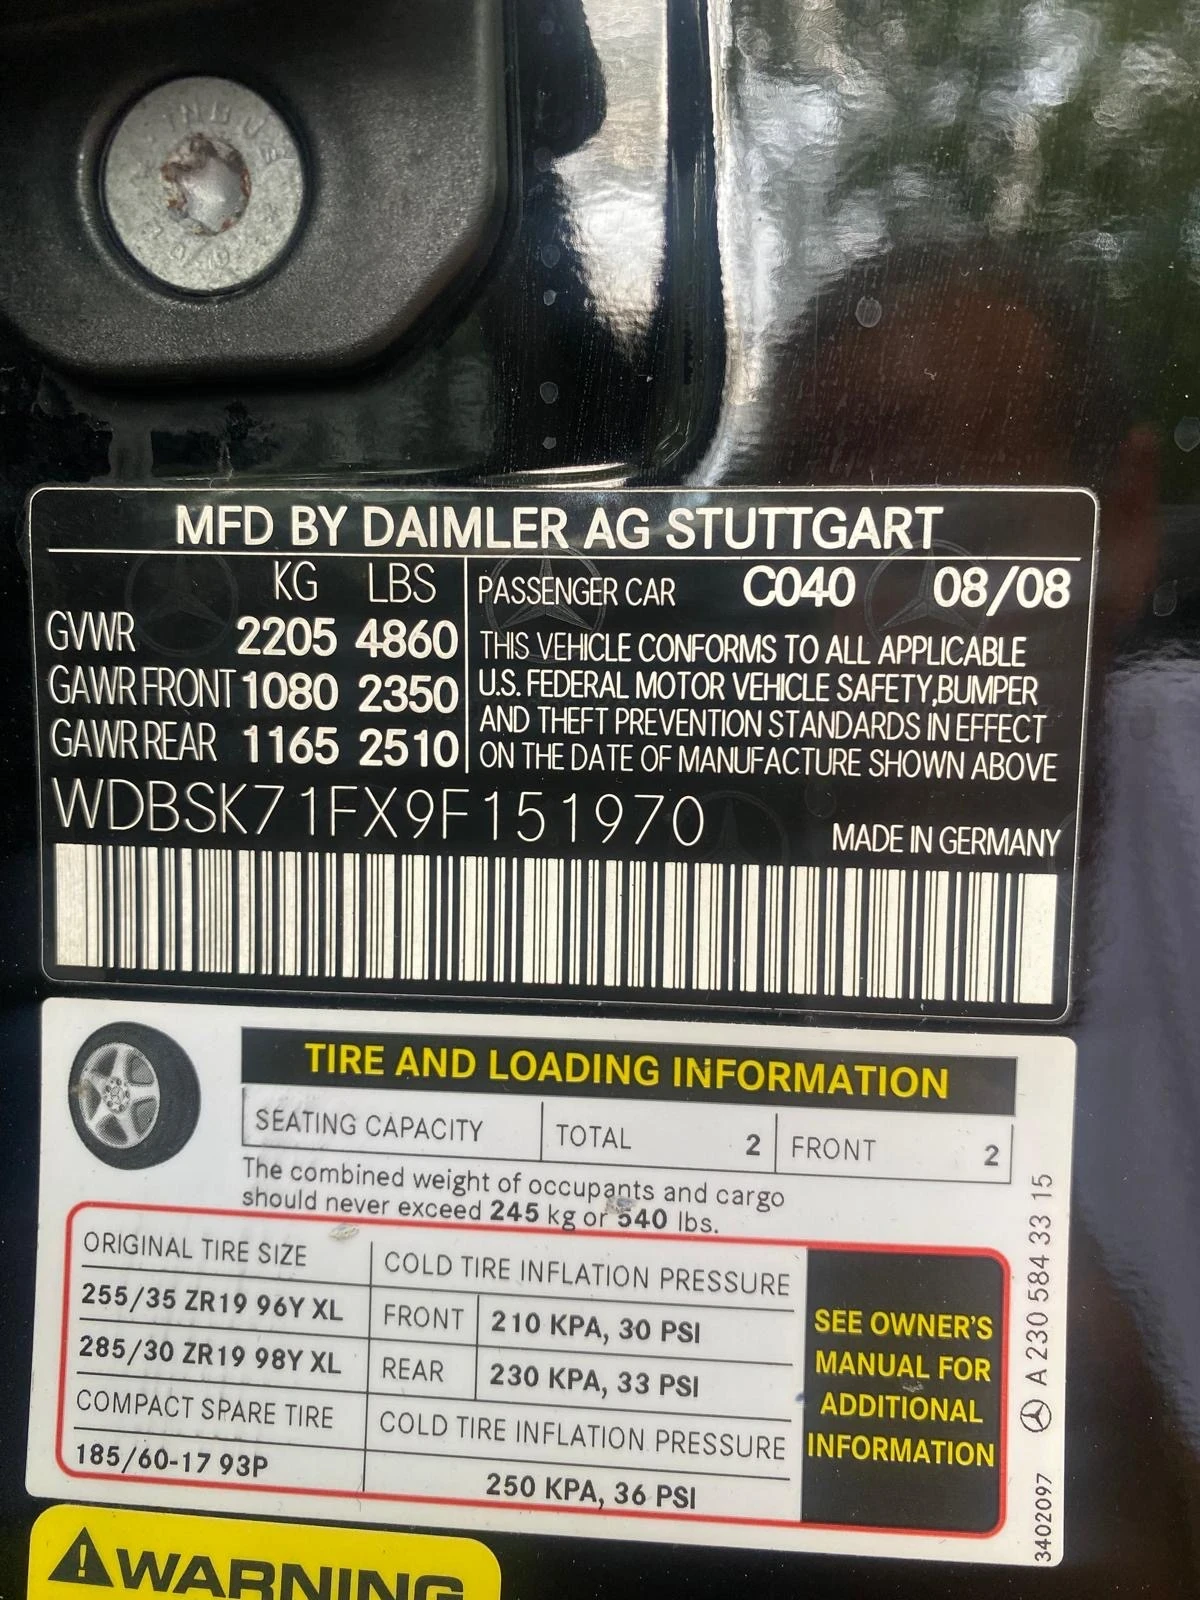 INBUS
MFD BY DAIMLER AG STUTTGART
KG LBS
GVWR 2205 4860
GAWR FRONT 1080 2350
GAWR REAR 1165 2510
PASSENGER CAR C040 08/08
THIS VEHICLE CONFORMS TO ALL APPLICABLE
U.S. FEDERAL MOTOR VEHICLE SAFETY,BUMPER
AND THEFT PREVENTION STANDARDS IN EFFECT
ON THE DATE OF MANUFACTURE SHOWN ABOVE
WDBSK71FX9F151970
MADE IN GERMANY
TIRE AND LOADING INFORMATION
SEATING CAPACITY TOTAL 2 FRONT 2
The combined weight of occupants and cargo
should never exceed 245 kg or 540 lbs.
ORIGINAL TIRE SIZE COLD TIRE INFLATION PRESSURE
255/35 ZR19 96Y XL FRONT 210 KPA, 30 PSI
285/30 ZR19 98Y XL REAR 230 KPA, 33 PSI
COMPACT SPARE TIRE COLD TIRE INFLATION PRESSURE
185/60-17 93P 250 KPA, 36 PSI
SEE OWNER'S
MANUAL FOR
ADDITIONAL
INFORMATION
3402097 A 230 584 33 15
WARNING